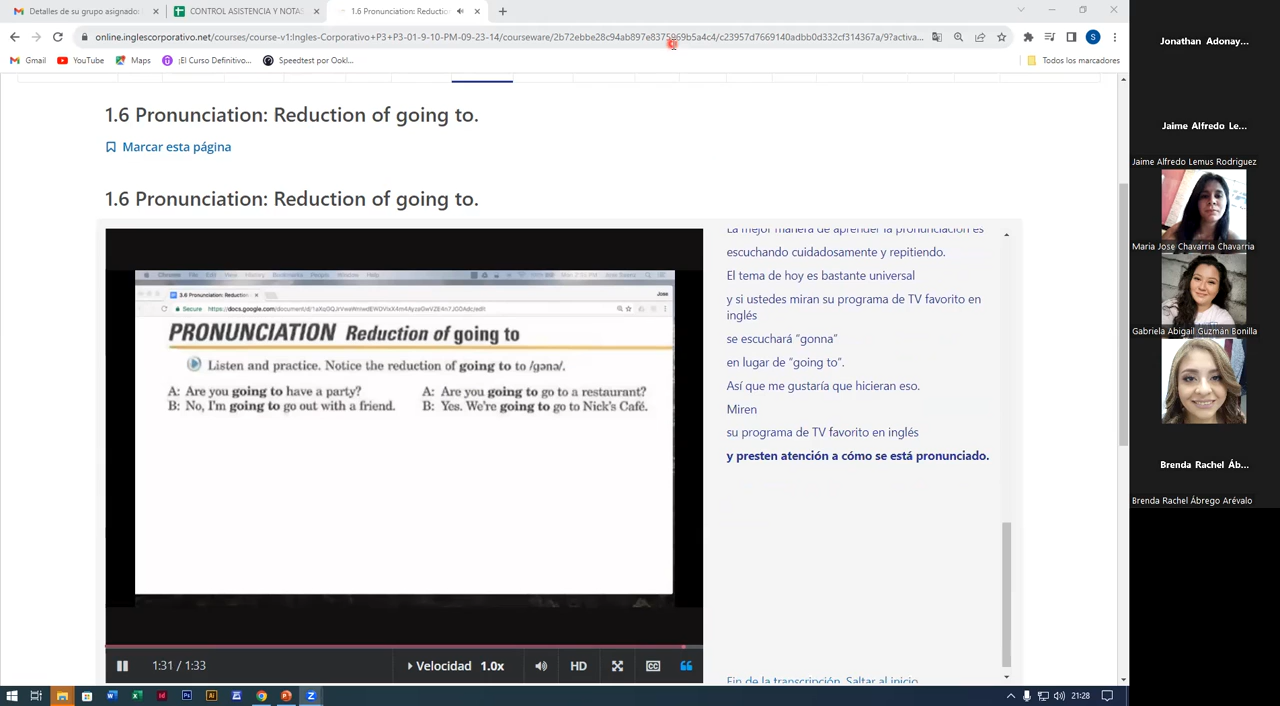 Detalles de su grupo asignado
CONTROL ASISTENCIA Y NOTAS
1.6 Pronunciation: Reduction
online.inglescorporativo.net/courses/course-v1:Ingles-Corporativo+P3+P3-01-9-10-PM-09-23-14/courseware/
Gmail
YouTube
Maps
¡El Curso Definitivo...
Speedtest por Ookl...
Todos los marcadores
1.6 Pronunciation: Reduction of going to.
Marcar esta página
1.6 Pronunciation: Reduction of going to.
PRONUNCIATION Reduction of going to
Listen and practice. Notice the reduction of going to to /gənə/.
A: Are you going to have a party?
B: No, I'm going to go out with a friend.
A: Are you going to go to a restaurant?
B: Yes. We're going to go to Nick's Café.
La mejor manera de aprender la pronunciación es
escuchando cuidadosamente y repitiendo.
El tema de hoy es bastante universal
y si ustedes miran su programa de TV favorito en
inglés
se escuchará "gonna"
en lugar de "going to".
Así que me gustaría que hicieran eso.
Miren
su programa de TV favorito en inglés
y presten atención a cómo se está pronunciado.
Fin de la transcripción. Saltar al inicio.
1:31 / 1:33
Velocidad 1.0x
HD
Jonathan Adonay...
Jaime Alfredo Le...
Jaime Alfredo Lemus Rodriguez
Maria Jose Chavarria Chavarria
Gabriela Abigail Guzmán Bonilla
Brenda Rachel Áb...
Brenda Rachel Ábrego Arévalo
21:28